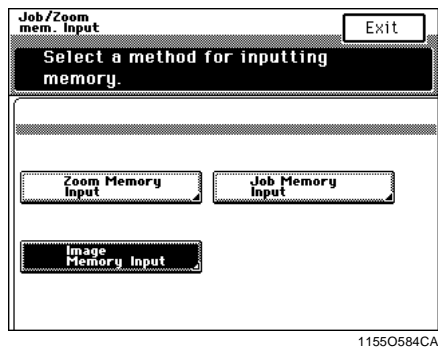 Job/Zoom
mem. Input
Exit
Select a method for inputting
memory.
Zoom Memory
Input
Job Memory
Input
Image
Memory Input
1155O584CA